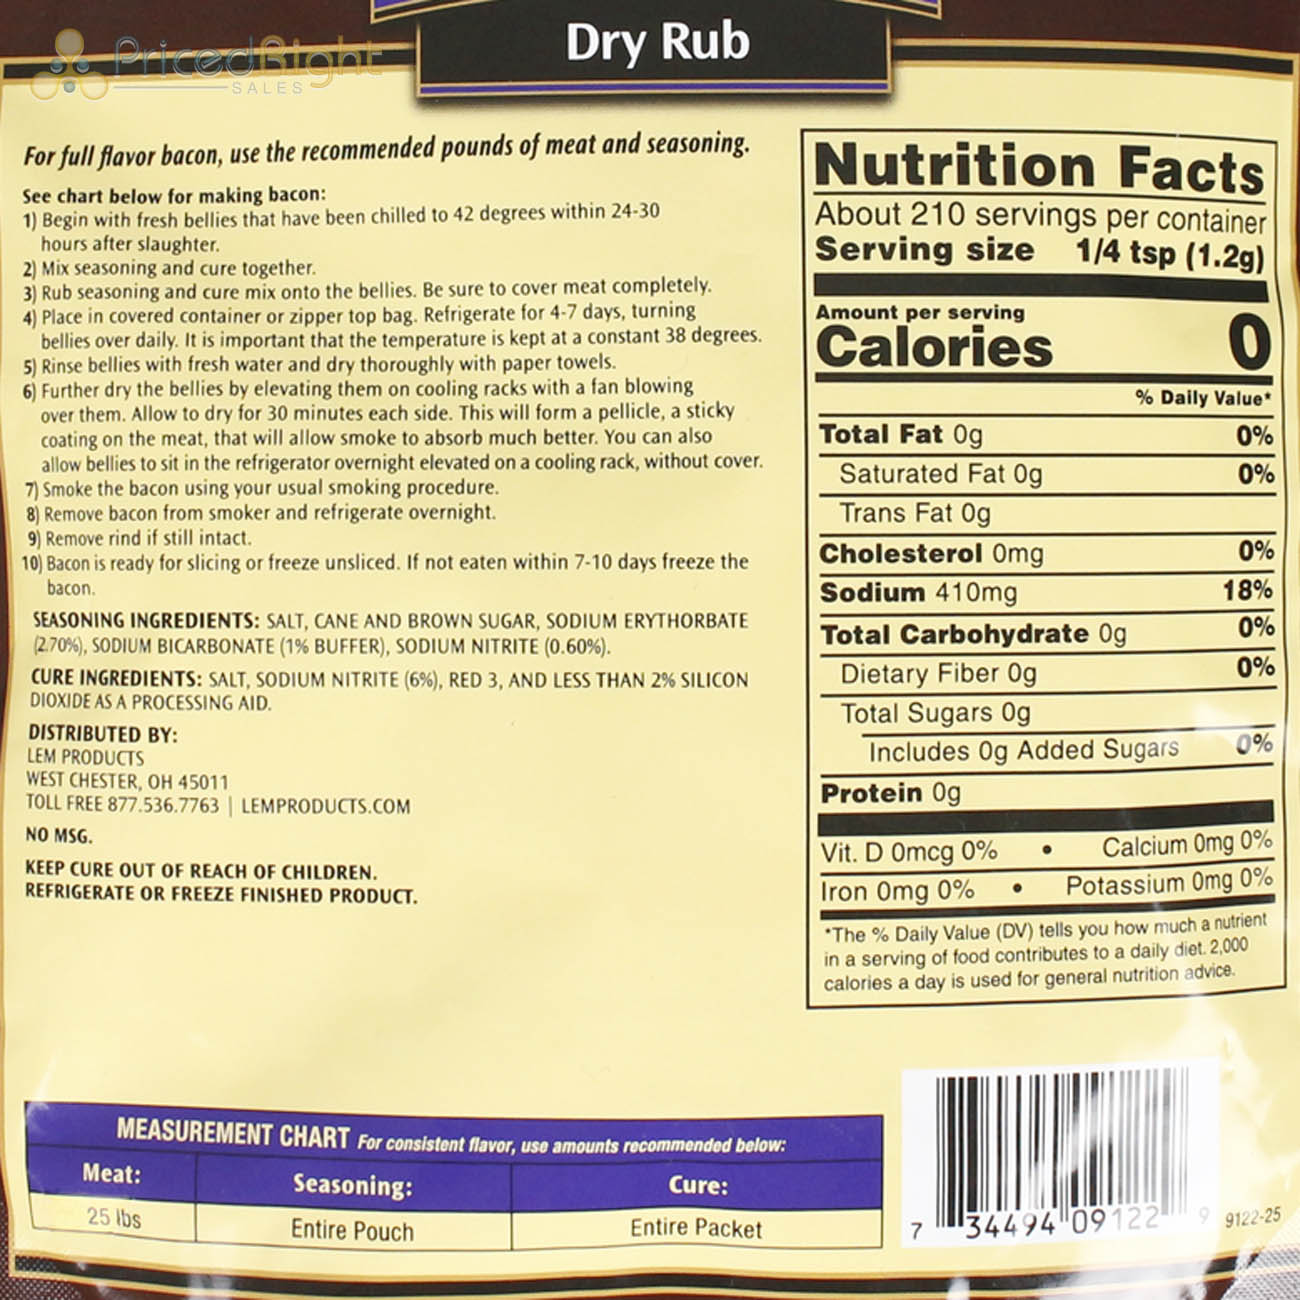 PricedRight
SALES
Dry Rub
For full flavor bacon, use the recommended pounds of meat and seasoning.
See chart below for making bacon:
1) Begin with fresh bellies that have been chilled to 42 degrees within 24-30
hours after slaughter.
2) Mix seasoning and cure together.
3) Rub seasoning and cure mix onto the bellies. Be sure to cover meat completely.
4) Place in covered container or zipper top bag. Refrigerate for 4-7 days, turning
bellies over daily. It is important that the temperature is kept at a constant 38 degrees.
5) Rinse bellies with fresh water and dry thoroughly with paper towels.
6) Further dry the bellies by elevating them on cooling racks with a fan blowing
over them. Allow to dry for 30 minutes each side. This will form a pellicle, a sticky
coating on the meat, that will allow smoke to absorb much better. You can also
allow bellies to sit in the refrigerator overnight elevated on a cooling rack, without cover.
7) Smoke the bacon using your usual smoking procedure.
8) Remove bacon from smoker and refrigerate overnight.
9) Remove rind if still intact.
10) Bacon is ready for slicing or freeze unsliced. If not eaten within 7-10 days freeze the
bacon.
SEASONING INGREDIENTS: SALT, CANE AND BROWN SUGAR, SODIUM ERYTHORBATE
(2.70%), SODIUM BICARBONATE (1% BUFFER), SODIUM NITRITE (0.60%).
CURE INGREDIENTS: SALT, SODIUM NITRITE (6%), RED 3, AND LESS THAN 2% SILICON
DIOXIDE AS A PROCESSING AID.
DISTRIBUTED BY:
LEM PRODUCTS
WEST CHESTER, OH 45011
TOLL FREE 877.536.7763 | LEMPRODUCTS.COM
NO MSG.
KEEP CURE OUT OF REACH OF CHILDREN.
REFRIGERATE OR FREEZE FINISHED PRODUCT.
Nutrition Facts
About 210 servings per container
Serving size 1/4 tsp (1.2g)
Amount per serving
Calories 0
% Daily Value*
Total Fat 0g 0%
Saturated Fat 0g 0%
Trans Fat 0g
Cholesterol 0mg 0%
Sodium 410mg 18%
Total Carbohydrate 0g 0%
Dietary Fiber 0g 0%
Total Sugars 0g
Includes 0g Added Sugars 0%
Protein 0g
Vit. D 0mcg 0% • Calcium 0mg 0%
Iron 0mg 0% • Potassium 0mg 0%
*The % Daily Value (DV) tells you how much a nutrient
in a serving of food contributes to a daily diet. 2,000
calories a day is used for general nutrition advice.
MEASUREMENT CHART For consistent flavor, use amounts recommended below:
Meat: Seasoning: Cure:
25 lbs Entire Pouch Entire Packet
7 34494 09122 9 9122-25